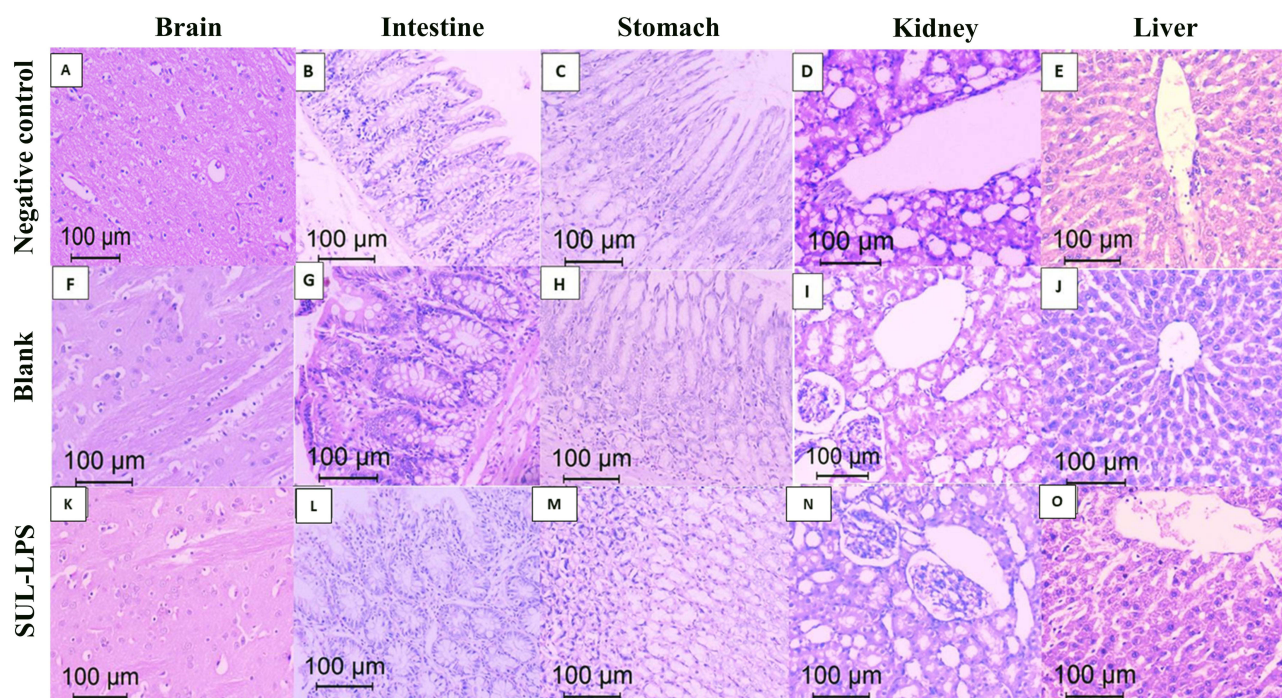 Brain Intestine Stomach Kidney Liver
Negative control
A B C D E
100 µm 100 µm 100 µm 100 µm 100 µm
Blank
F G H I J
100 µm 100 µm 100 µm 100 µm 100 µm
SUL-LPS
K L M N O
100 µm 100 µm 100 µm 100 µm 100 µm